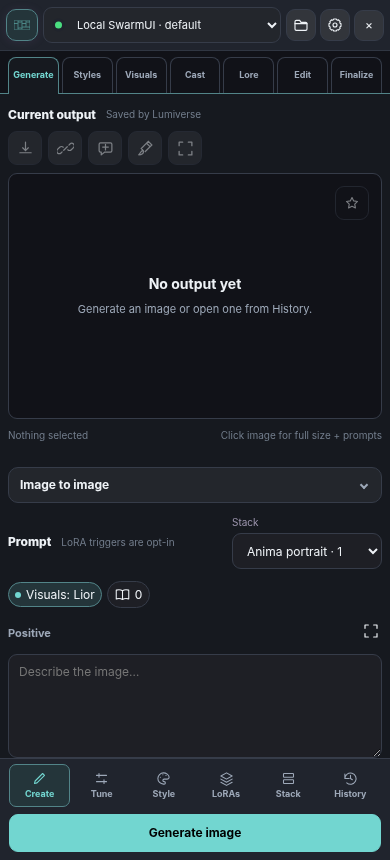 Local SwarmUI · default
×
Generate
Styles
Visuals
Cast
Lore
Edit
Finalize
Current output
Saved by Lumiverse
No output yet
Generate an image or open one from History.
Nothing selected
Click image for full size + prompts
Image to image
Stack
Prompt
LoRA triggers are opt-in
Anima portrait · 1
Visuals: Lior
0
Positive
Describe the image...
Create
Tune
Style
LoRAs
Stack
History
Generate image